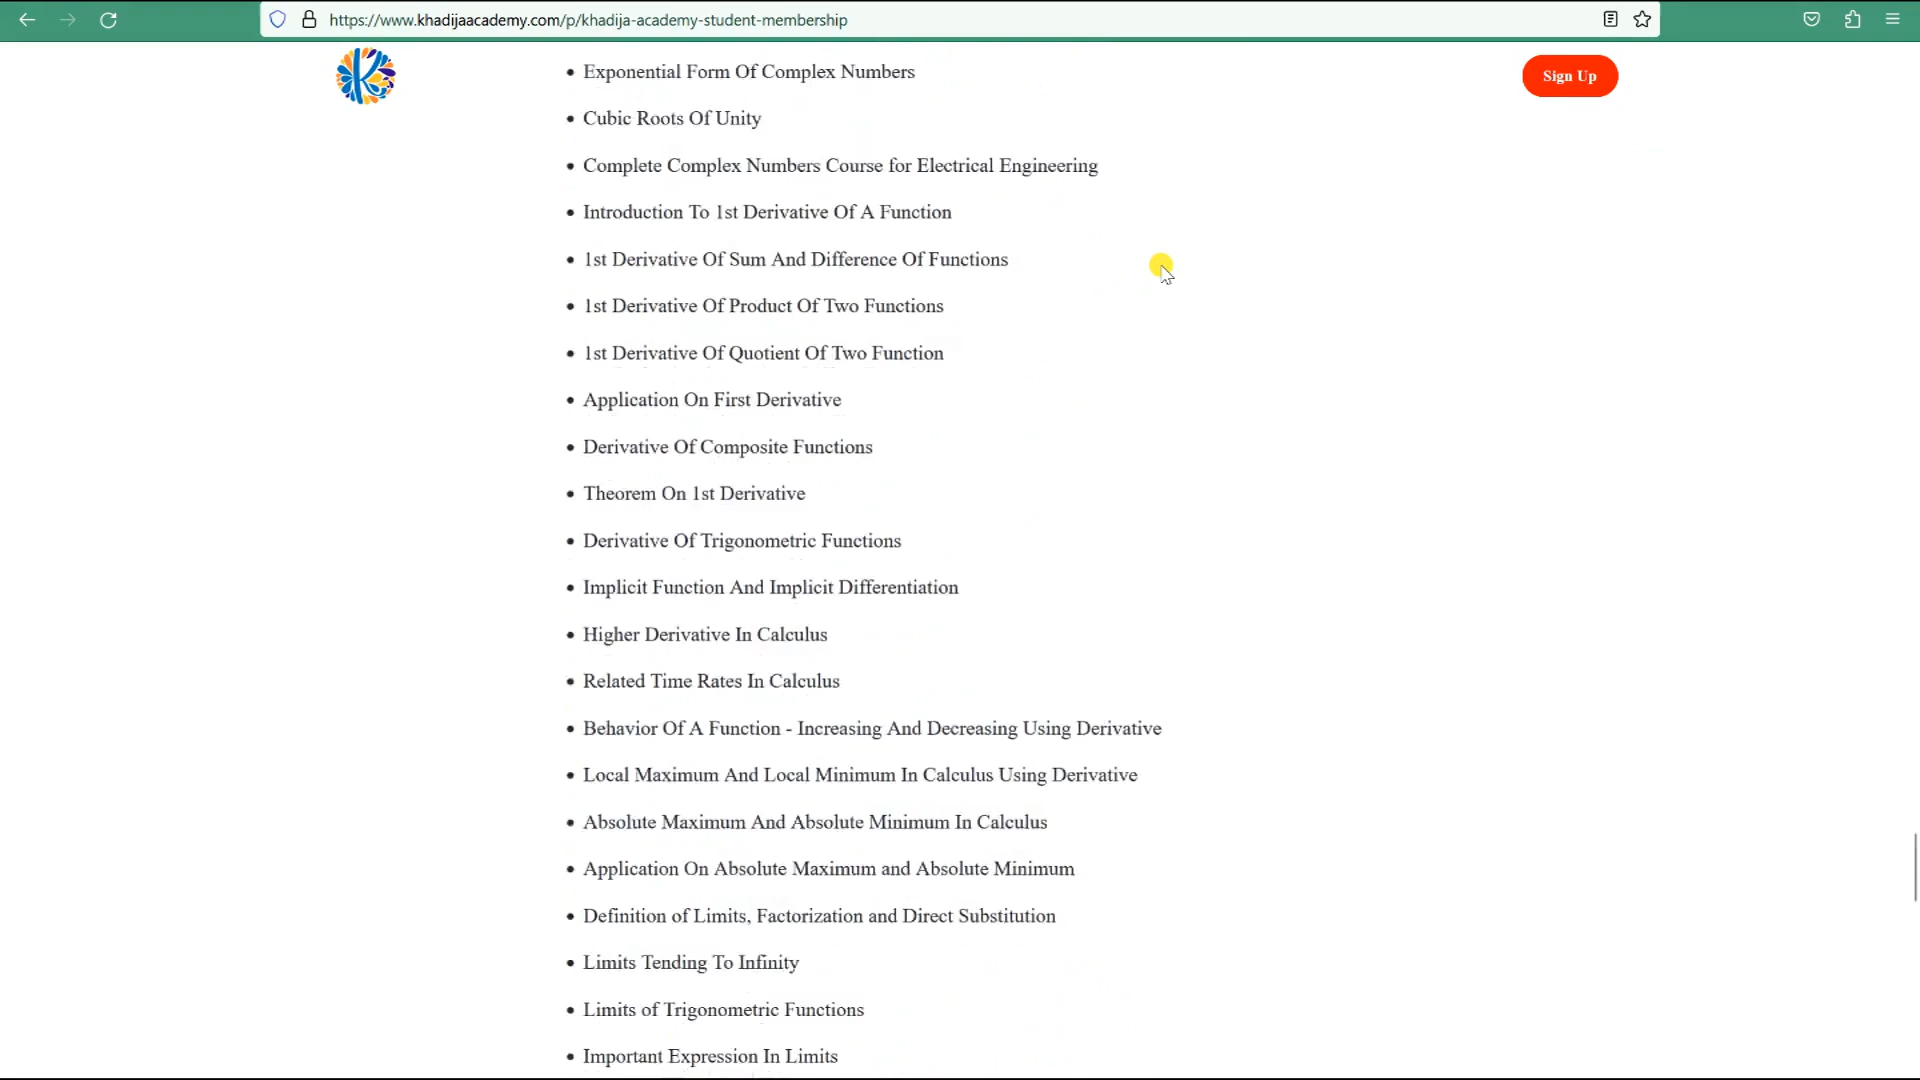 https://www.khadijaacademy.com/p/khadija-academy-student-membership
K
Sign Up
• Exponential Form Of Complex Numbers
• Cubic Roots Of Unity
• Complete Complex Numbers Course for Electrical Engineering
• Introduction To 1st Derivative Of A Function
• 1st Derivative Of Sum And Difference Of Functions
• 1st Derivative Of Product Of Two Functions
• 1st Derivative Of Quotient Of Two Function
• Application On First Derivative
• Derivative Of Composite Functions
• Theorem On 1st Derivative
• Derivative Of Trigonometric Functions
• Implicit Function And Implicit Differentiation
• Higher Derivative In Calculus
• Related Time Rates In Calculus
• Behavior Of A Function - Increasing And Decreasing Using Derivative
• Local Maximum And Local Minimum In Calculus Using Derivative
• Absolute Maximum And Absolute Minimum In Calculus
• Application On Absolute Maximum and Absolute Minimum
• Definition of Limits, Factorization and Direct Substitution
• Limits Tending To Infinity
• Limits of Trigonometric Functions
• Important Expression In Limits